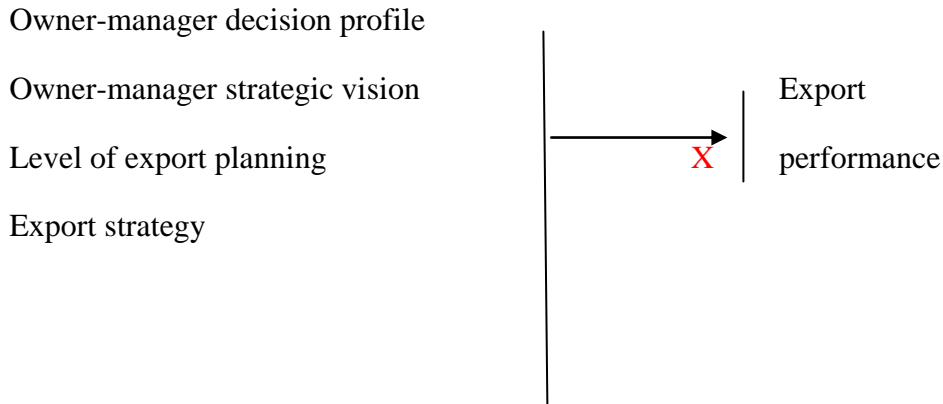 Owner-manager decision profile
Owner-manager strategic vision
Level of export planning
Export strategy
X
Export
performance